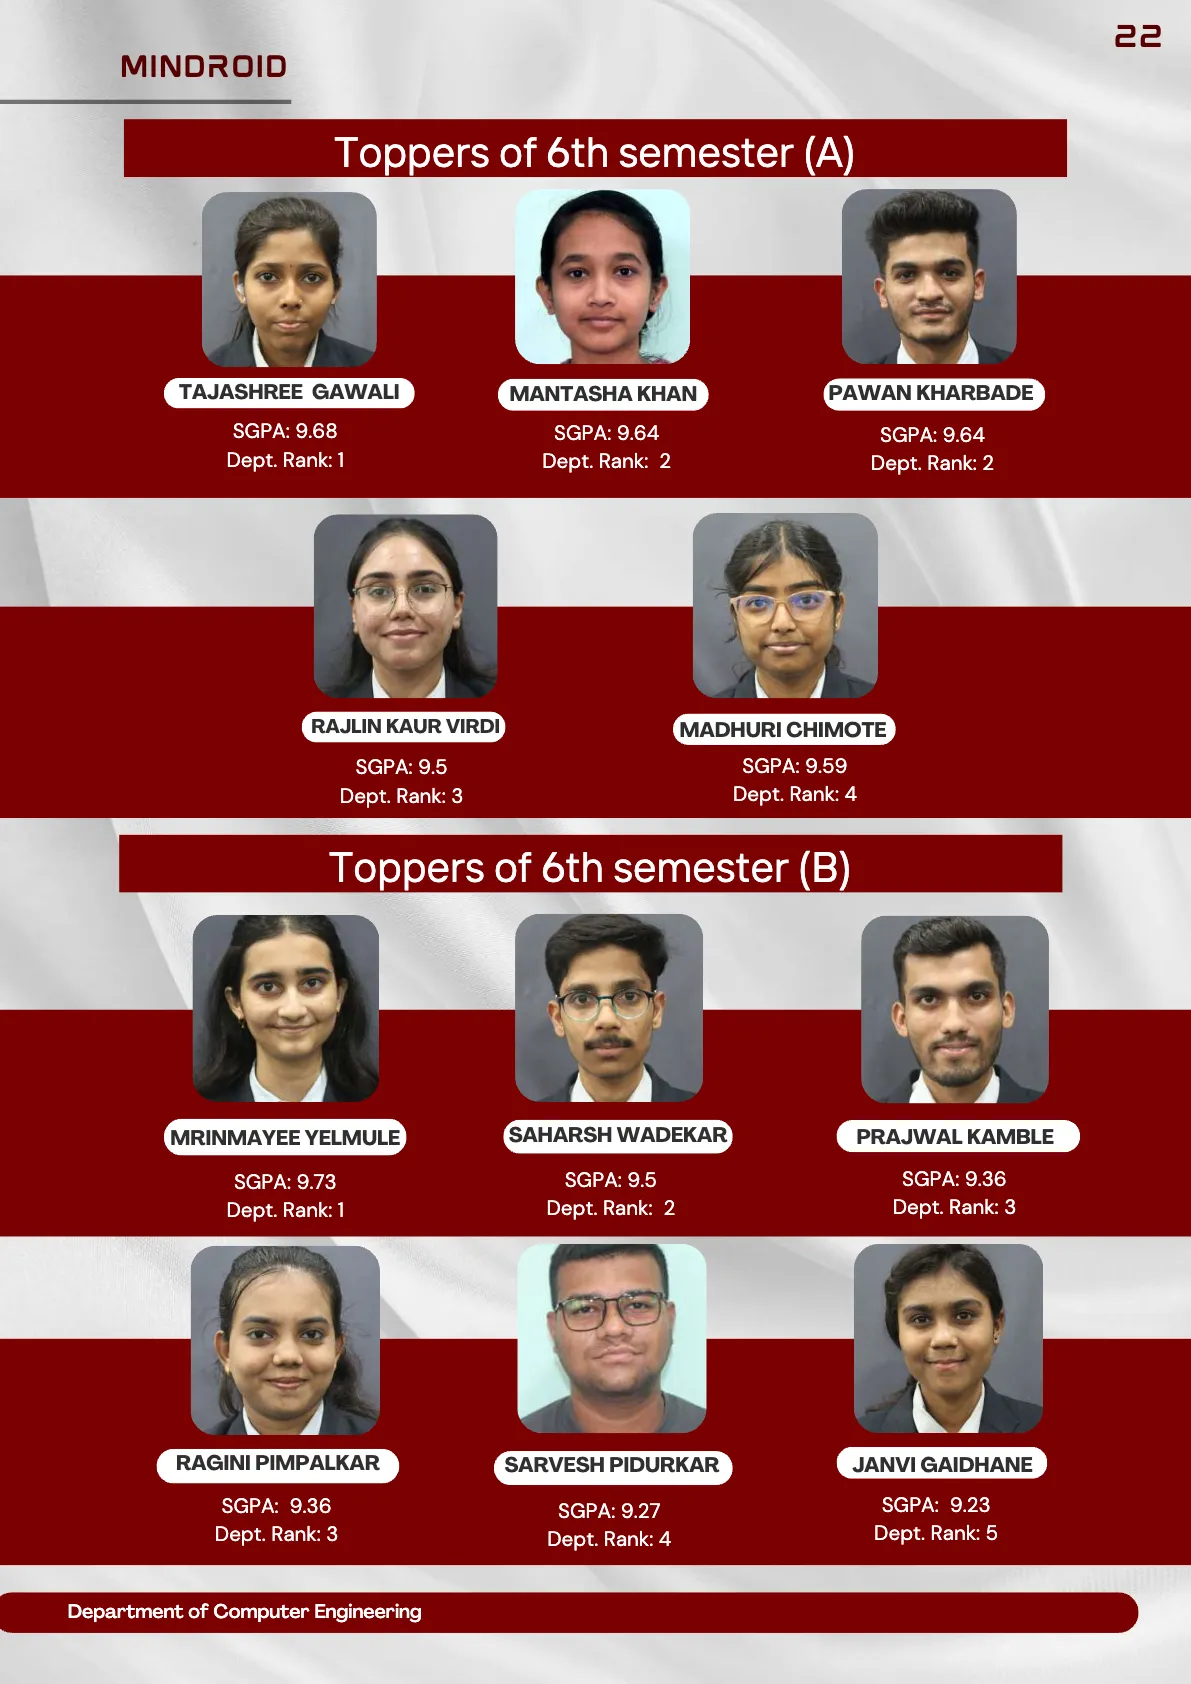 22
MINDROID
Toppers of 6th semester (A)
TAJASHREE GAWALI
SGPA: 9.68
Dept. Rank: 1
MANTASHA KHAN
SGPA: 9.64
Dept. Rank: 2
PAWAN KHARBADE
SGPA: 9.64
Dept. Rank: 2
RAJLIN KAUR VIRDI
SGPA: 9.5
Dept. Rank: 3
MADHURI CHIMOTE
SGPA: 9.59
Dept. Rank: 4
Toppers of 6th semester (B)
MRINMAYEE YELMULE
SGPA: 9.73
Dept. Rank: 1
SAHARSH WADEKAR
SGPA: 9.5
Dept. Rank: 2
PRAJWAL KAMBLE
SGPA: 9.36
Dept. Rank: 3
RAGINI PIMPALKAR
SGPA: 9.36
Dept. Rank: 3
SARVESH PIDURKAR
SGPA: 9.27
Dept. Rank: 4
JANVI GAIDHANE
SGPA: 9.23
Dept. Rank: 5
Department of Computer Engineering